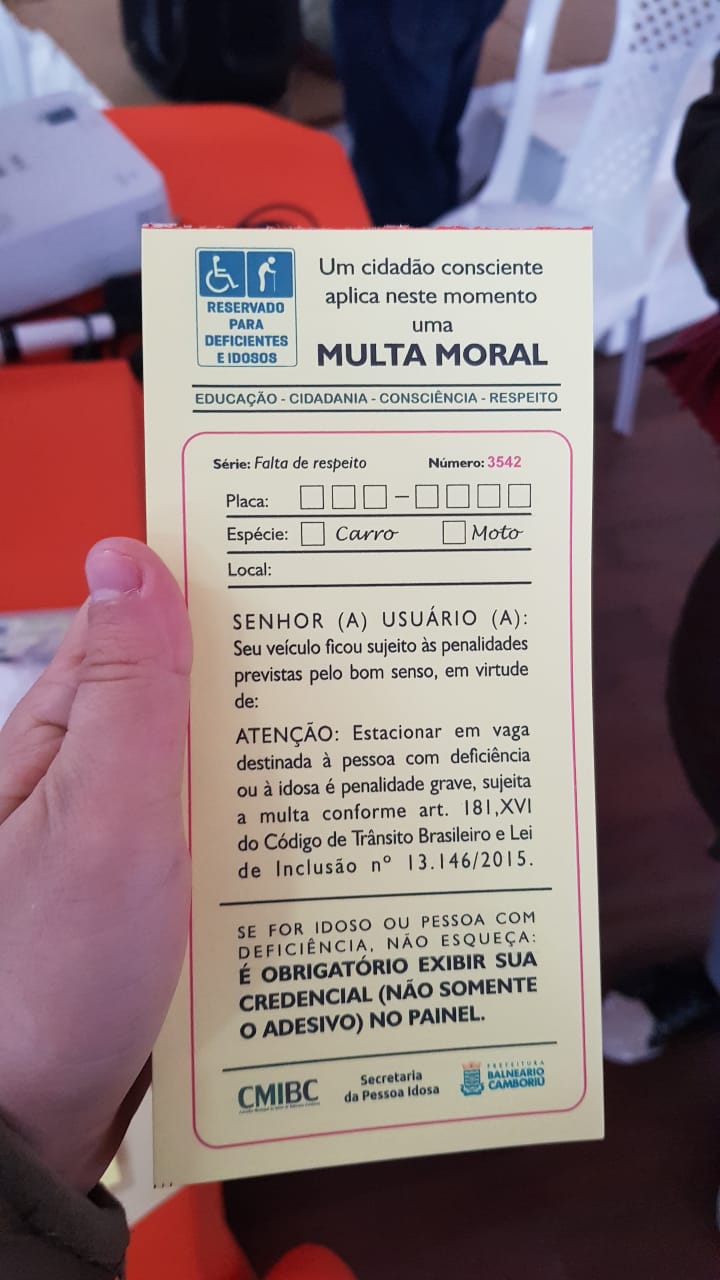 RESERVADO
PARA
DEFICIENTES
E IDOSOS
Um cidadão consciente
aplica neste momento
uma
MULTA MORAL
EDUCAÇÃO - CIDADANIA - CONSCIÊNCIA - RESPEITO
Série: Falta de respeito Número: 3542
Placa: –
Espécie: Carro Moto
Local:
SENHOR (A) USUÁRIO (A):
Seu veículo ficou sujeito às penalidades
previstas pelo bom senso, em virtude
de:
ATENÇÃO: Estacionar em vaga
destinada à pessoa com deficiência
ou à idosa é penalidade grave, sujeita
a multa conforme art. 181,XVI
do Código de Trânsito Brasileiro e Lei
de Inclusão nº 13.146/2015.
SE FOR IDOSO OU PESSOA COM
DEFICIÊNCIA, NÃO ESQUEÇA:
É OBRIGATÓRIO EXIBIR SUA
CREDENCIAL (NÃO SOMENTE
O ADESIVO) NO PAINEL.
CMIBC
Secretaria
da Pessoa Idosa
PREFEITURA
BALNEÁRIO
CAMBORIÚ